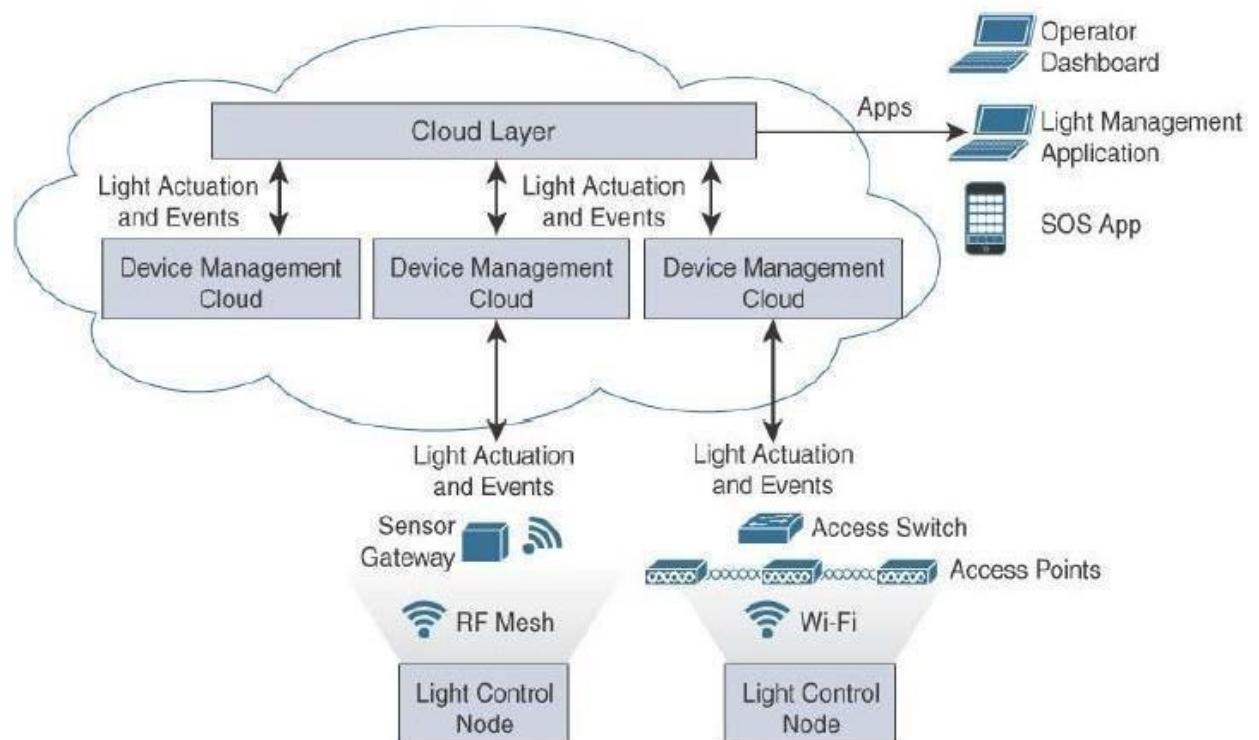 Operator
Dashboard
Apps
Cloud Layer
Light Management
Application
Light Actuation
and Events
Light Actuation
and Events
SOS App
Device Management
Cloud
Device Management
Cloud
Device Management
Cloud
Light Actuation
and Events
Light Actuation
and Events
Sensor
Gateway
Access Switch
Access Points
RF Mesh
Wi-Fi
Light Control
Node
Light Control
Node